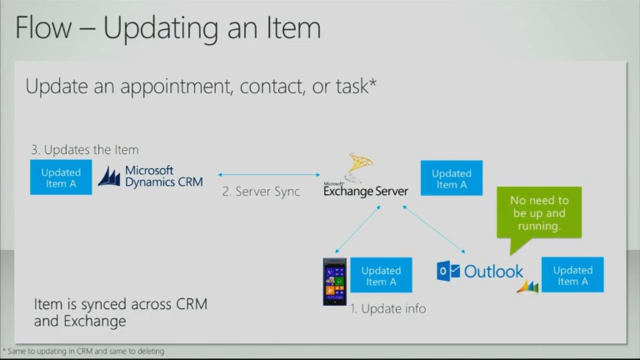 Flow – Updating an Item
Update an appointment, contact, or task*
3. Updates the Item
Updated
Item A
Microsoft
Dynamics CRM
2. Server Sync
Microsoft
Exchange Server
Updated
Item A
No need to
be up and
running.
Updated
Item A
1. Update info
Outlook
Updated
Item A
Item is synced across CRM
and Exchange
* Same to updating in CRM and same to deleting